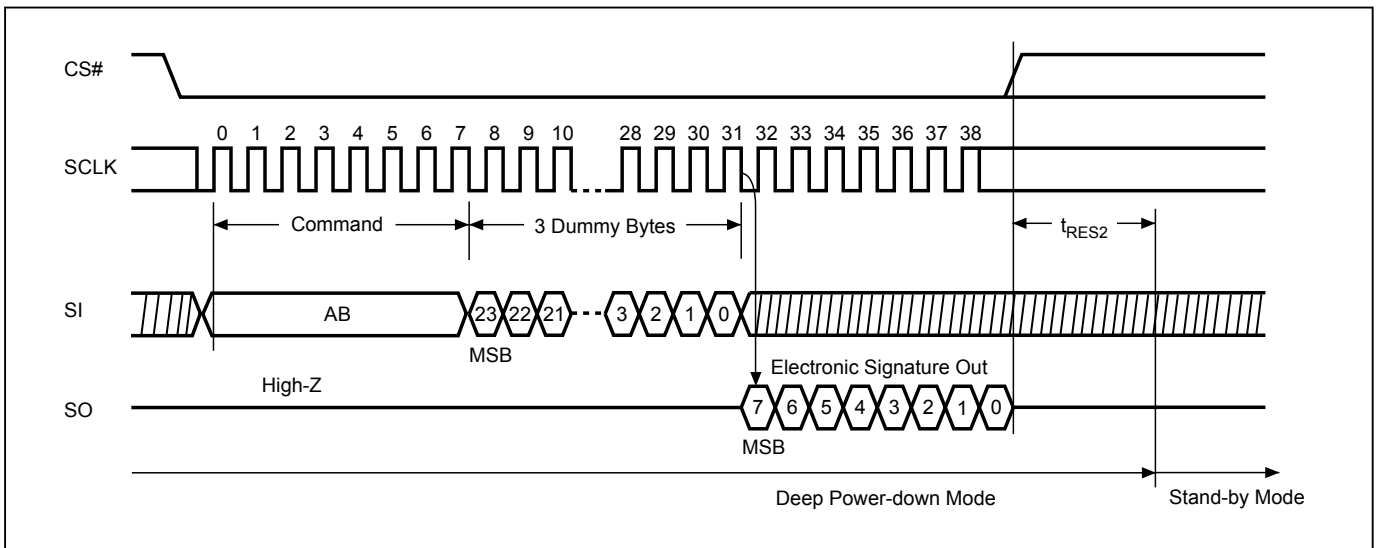 CS#
0 1 2 3 4 5 6 7 8 9 10 28 29 30 31 32 33 34 35 36 37 38
SCLK
Command 3 Dummy Bytes tRES2
SI AB 23 22 21 3 2 1 0
MSB
Electronic Signature Out
High-Z
SO 7 6 5 4 3 2 1 0
MSB
Deep Power-down Mode Stand-by Mode